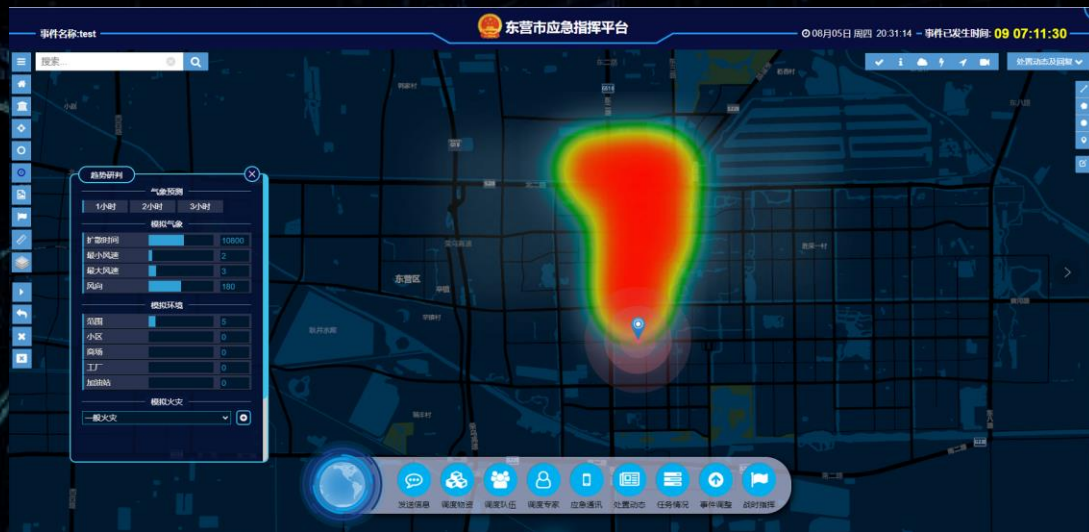 东营市应急指挥平台
事件名称:test
08月05日 周四 20:31:14
事件已发生时间: 09 07:11:30
搜索...
处置动态及回复
趋势研判
气象预测
1小时 2小时 3小时
模拟气象
扩散时间 10800
最小风速 2
最大风速 3
风向 180
模拟环境
范围 5
小区 0
商场 0
工厂 0
加油站 0
模拟火灾
一般火灾
东营区
发送信息 调度物资 调度队伍 调度专家 应急通讯 处置动态 任务情况 事件调整 战时指挥